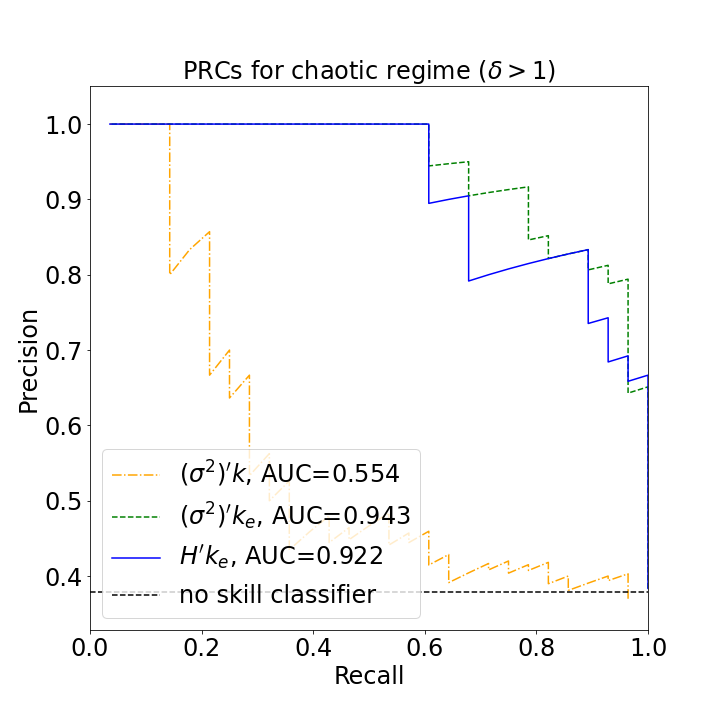 PRCs for chaotic regime (δ > 1)
1.0
0.9
0.8
0.7
0.6
0.5
0.4
Precision
(σ²)′k, AUC=0.554
(σ²)′kₑ, AUC=0.943
H′kₑ, AUC=0.922
no skill classifier
0.0 0.2 0.4 0.6 0.8 1.0
Recall